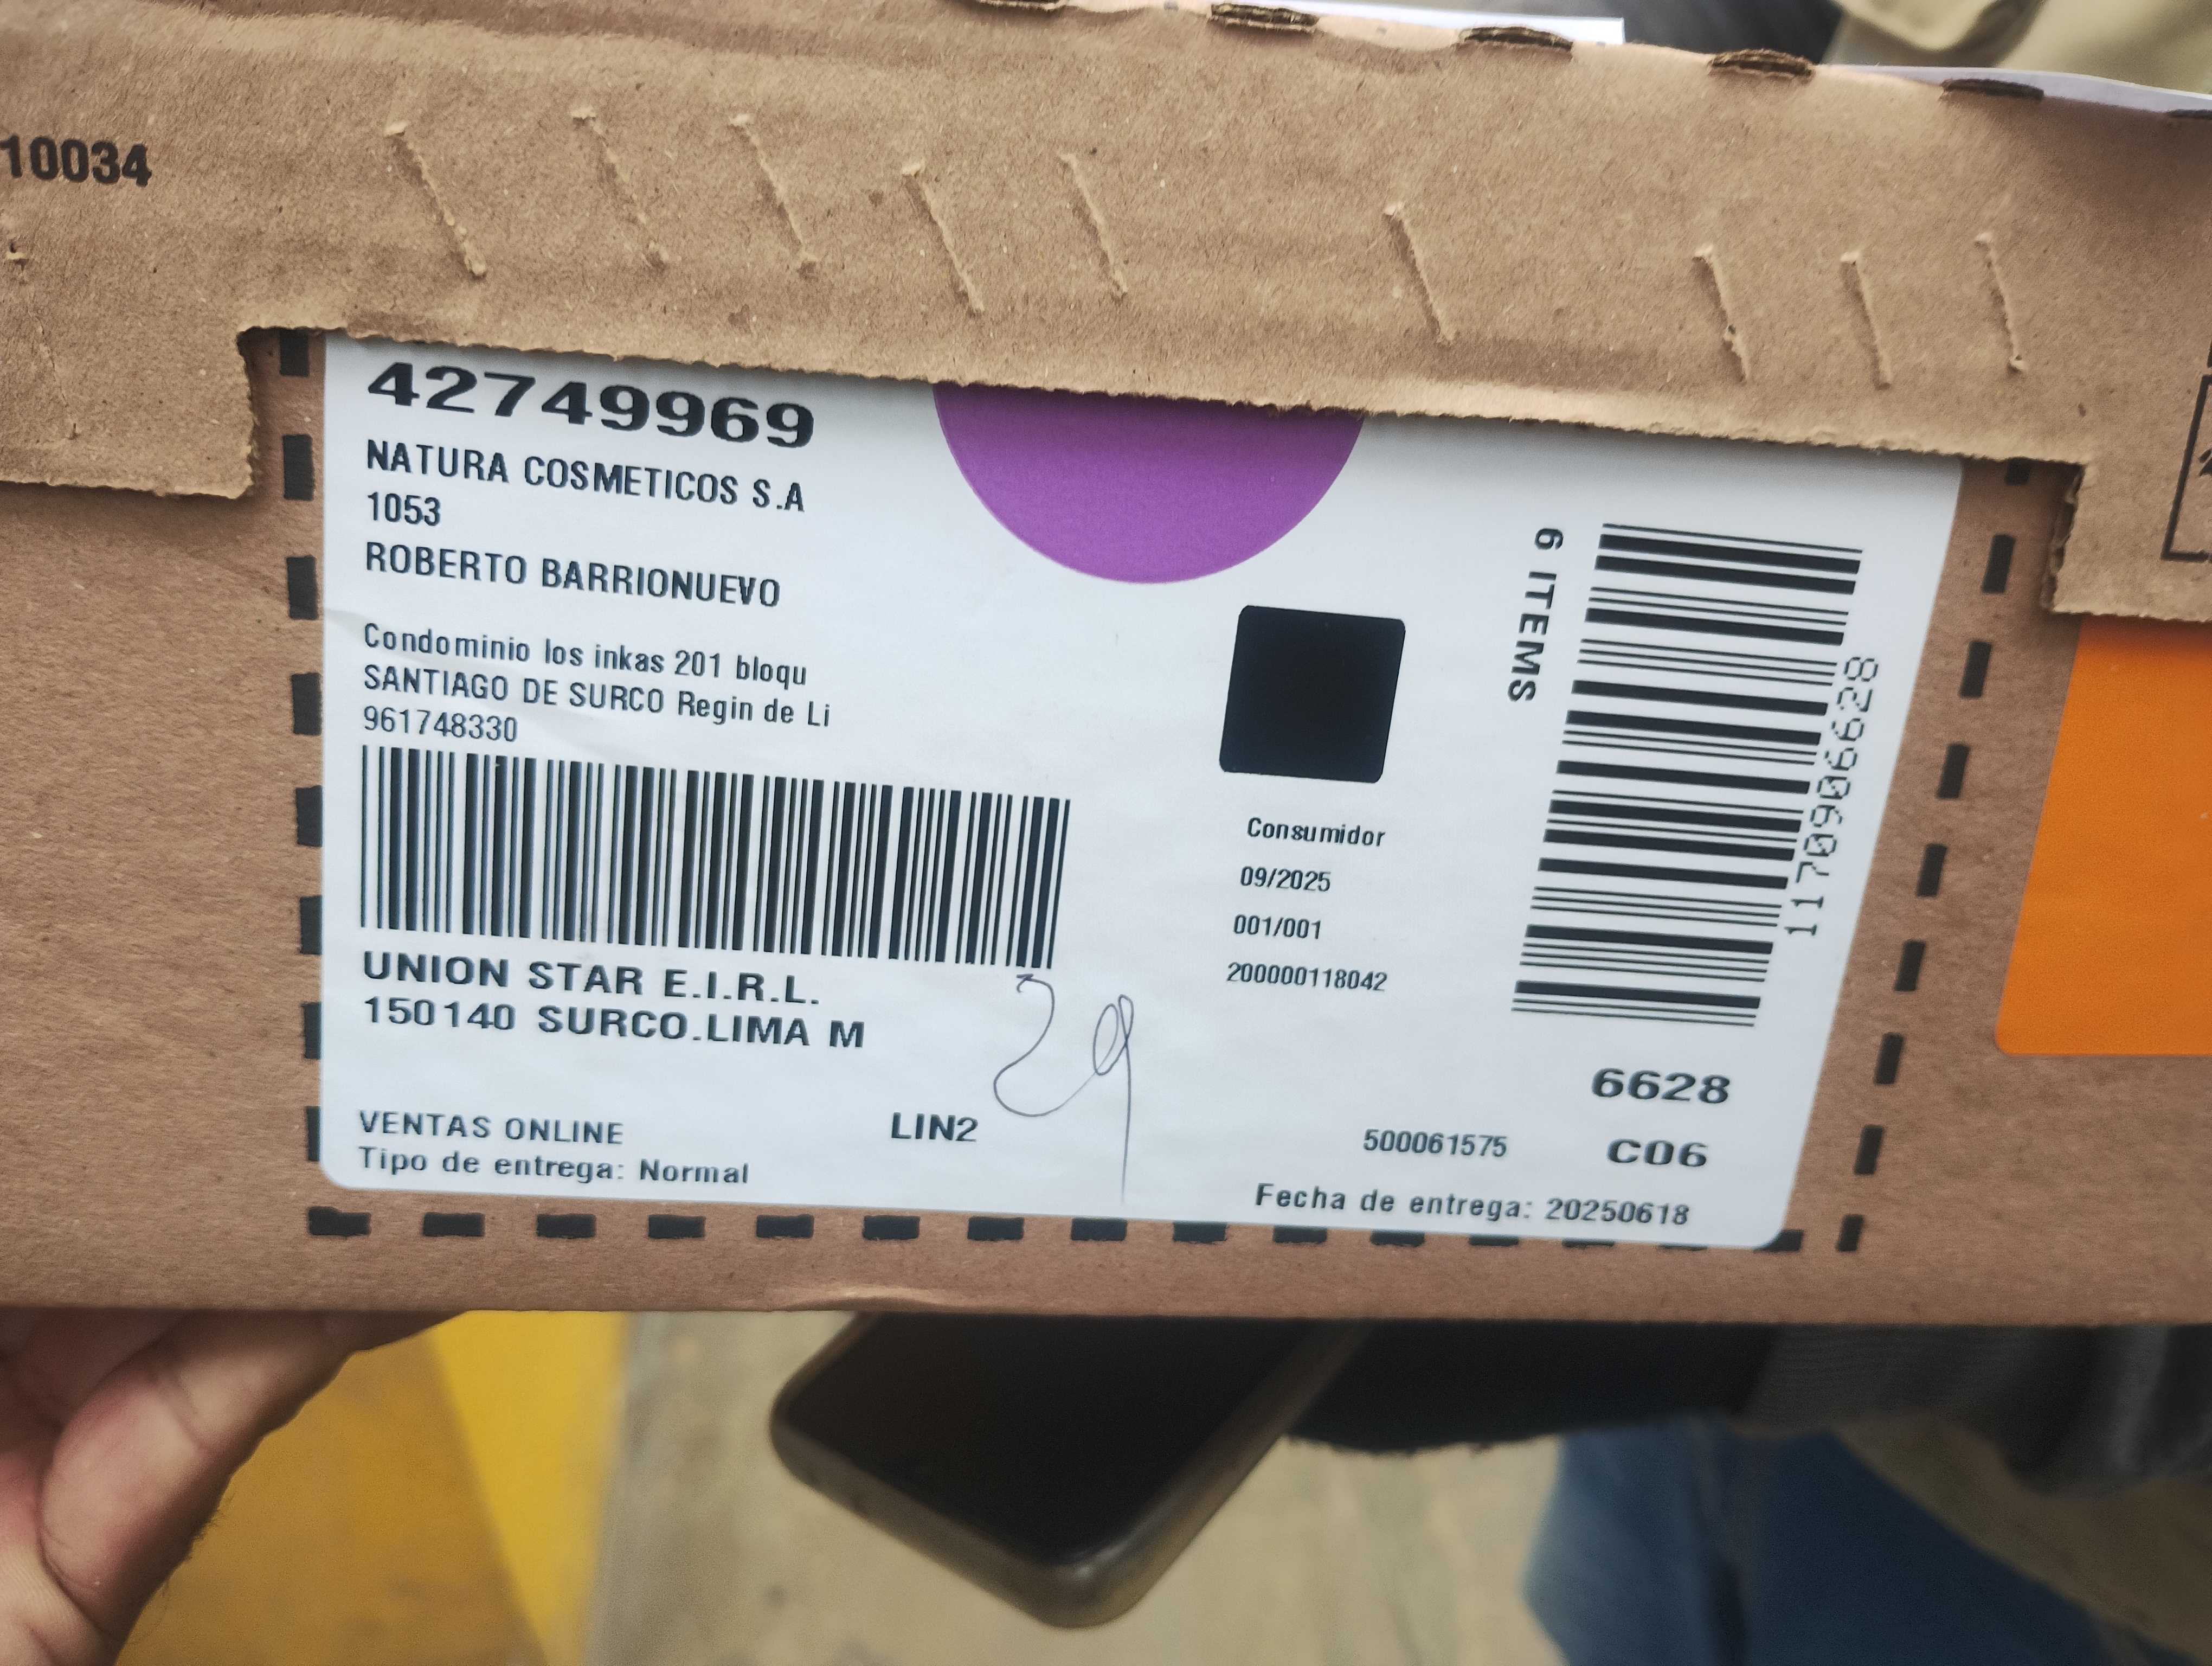 10034
42749969
NATURA COSMETICOS S.A
1053
ROBERTO BARRIONUEVO
Condominio los inkas 201 bloqu
SANTIAGO DE SURCO Regin de Li
961748330
UNION STAR E.I.R.L.
150140 SURCO.LIMA M
29
VENTAS ONLINE
LIN2
Tipo de entrega: Normal
Consumidor
09/2025
001/001
200000118042
6 ITEMS
11709906628
6628
500061575
C06
Fecha de entrega: 20250618